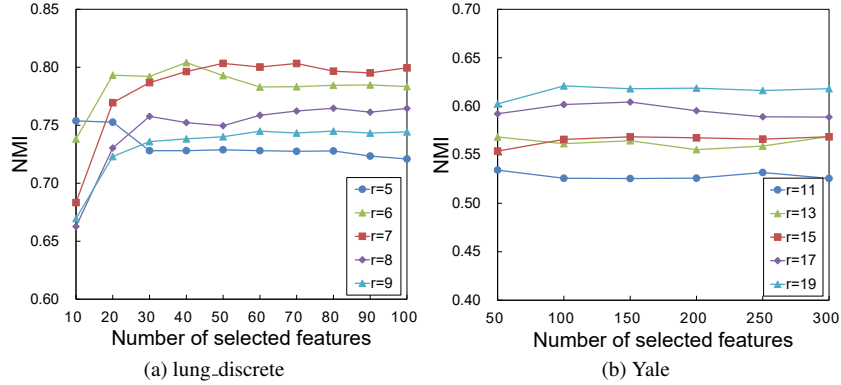 0.85
0.80
0.75
0.70
0.65
0.60
NMI
10 20 30 40 50 60 70 80 90 100
Number of selected features
r=5
r=6
r=7
r=8
r=9
(a) lung_discrete
0.70
0.65
0.60
0.55
0.50
0.45
0.40
NMI
50 100 150 200 250 300
Number of selected features
r=11
r=13
r=15
r=17
r=19
(b) Yale